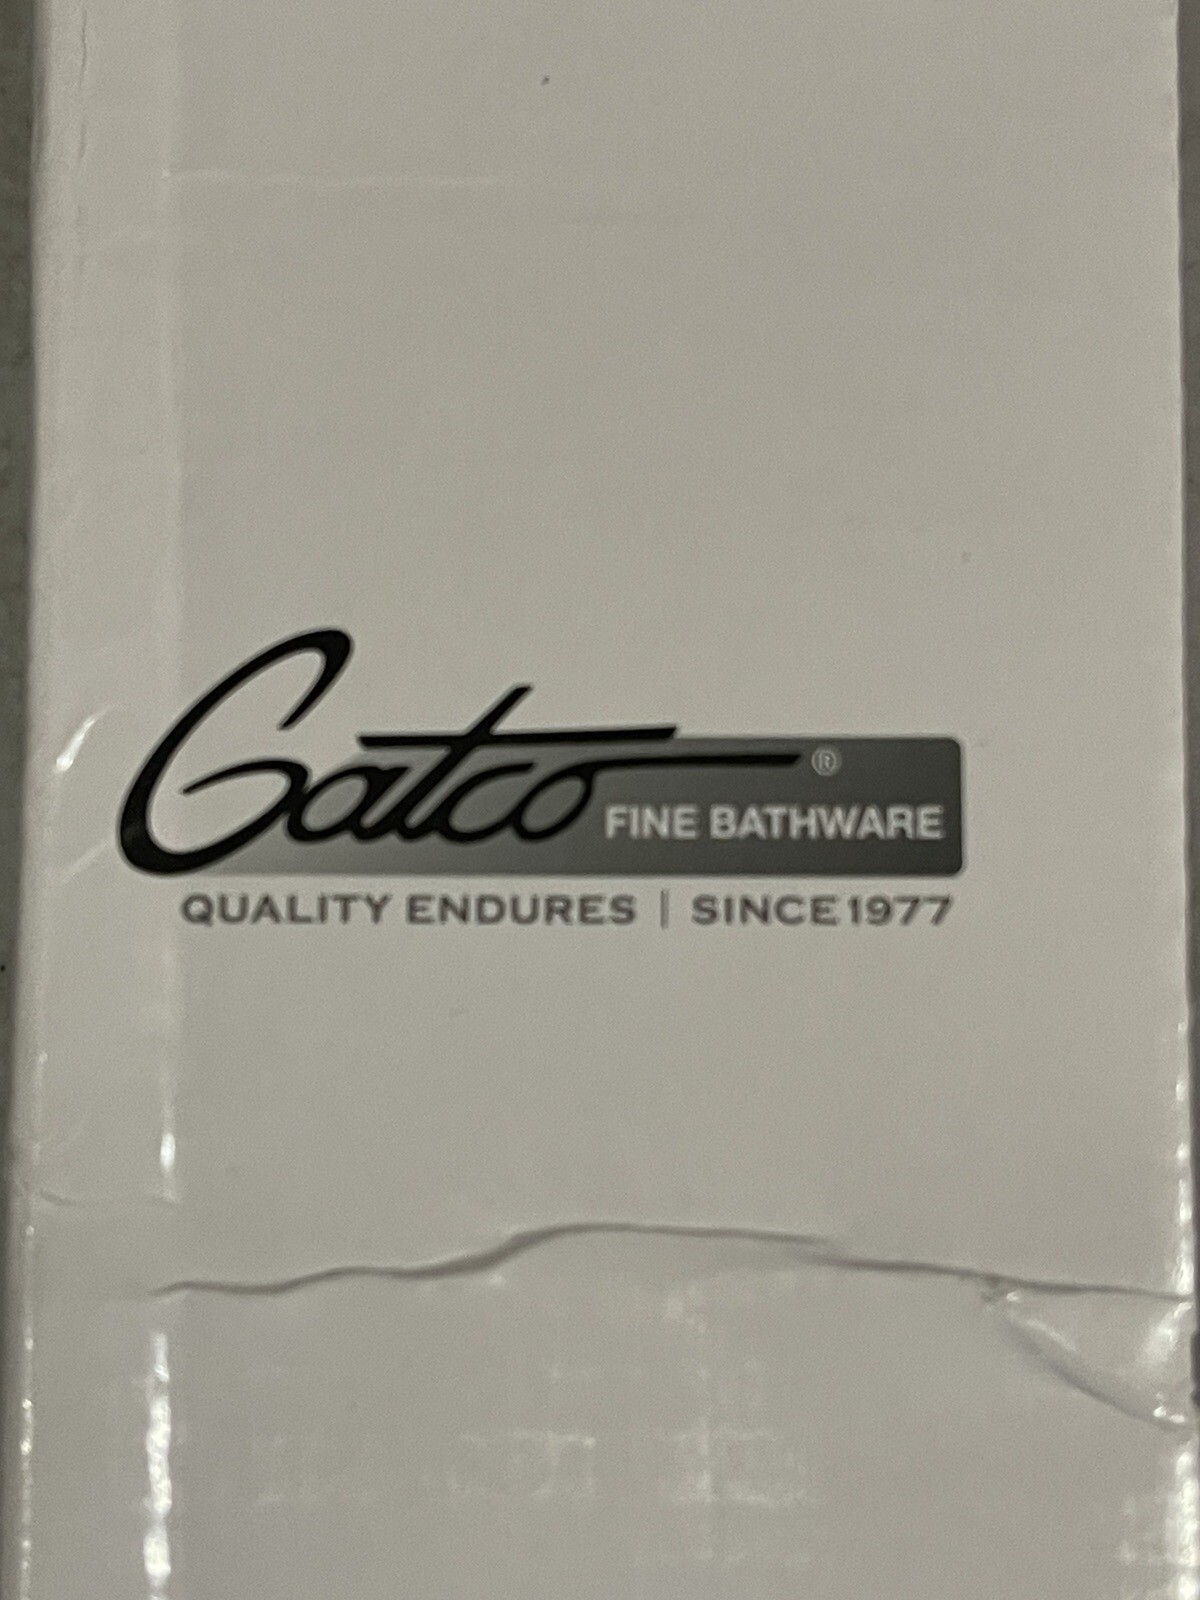 Gatco®
FINE BATHWARE
QUALITY ENDURES | SINCE 1977